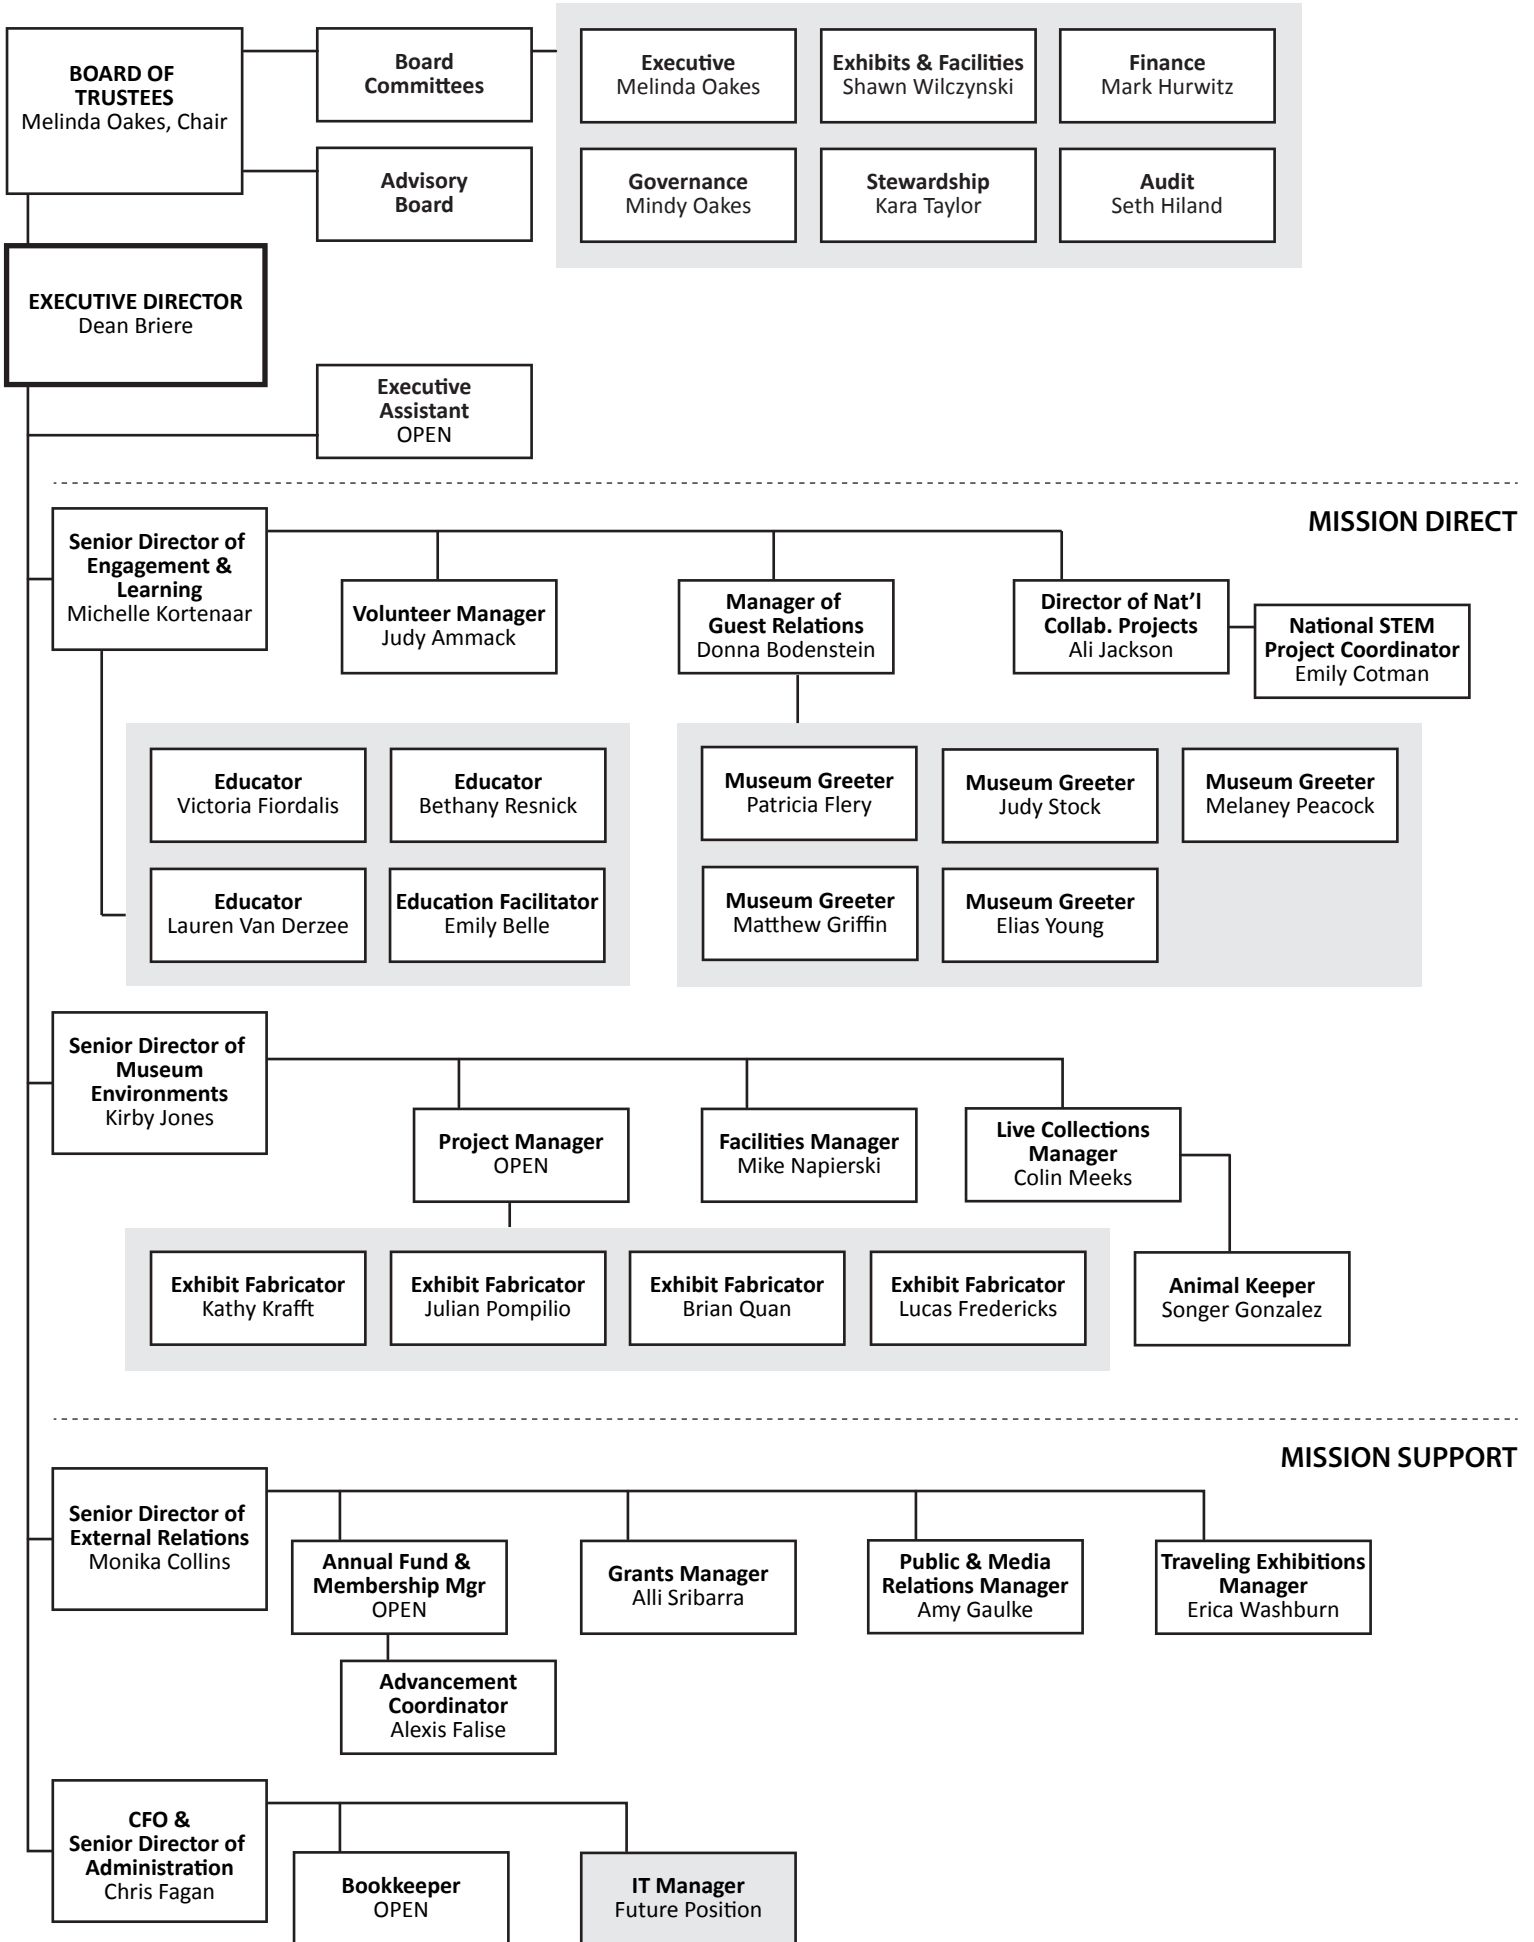 BOARD OF
TRUSTEES
Melinda Oakes, Chair
Board
Committees
Advisory
Board
Executive
Melinda Oakes
Exhibits & Facilities
Shawn Wilczynski
Finance
Mark Hurwitz
Governance
Mindy Oakes
Stewardship
Kara Taylor
Audit
Seth Hiland
EXECUTIVE DIRECTOR
Dean Briere
Executive
Assistant
OPEN
MISSION DIRECT
Senior Director of
Engagement &
Learning
Michelle Kortenaar
Volunteer Manager
Judy Ammack
Manager of
Guest Relations
Donna Bodenstein
Director of Nat’l
Collab. Projects
Ali Jackson
National STEM
Project Coordinator
Emily Cotman
Educator
Victoria Fiordalis
Educator
Bethany Resnick
Educator
Lauren Van Derzee
Education Facilitator
Emily Belle
Museum Greeter
Patricia Flery
Museum Greeter
Judy Stock
Museum Greeter
Melaney Peacock
Museum Greeter
Matthew Griffin
Museum Greeter
Elias Young
Senior Director of
Museum
Environments
Kirby Jones
Project Manager
OPEN
Facilities Manager
Mike Napierski
Live Collections
Manager
Colin Meeks
Exhibit Fabricator
Kathy Krafft
Exhibit Fabricator
Julian Pompilio
Exhibit Fabricator
Brian Quan
Exhibit Fabricator
Lucas Fredericks
Animal Keeper
Songer Gonzalez
MISSION SUPPORT
Senior Director of
External Relations
Monika Collins
Annual Fund &
Membership Mgr
OPEN
Grants Manager
Alli Sribarra
Public & Media
Relations Manager
Amy Gaulke
Traveling Exhibitions
Manager
Erica Washburn
Advancement
Coordinator
Alexis Falise
CFO &
Senior Director of
Administration
Chris Fagan
Bookkeeper
OPEN
IT Manager
Future Position